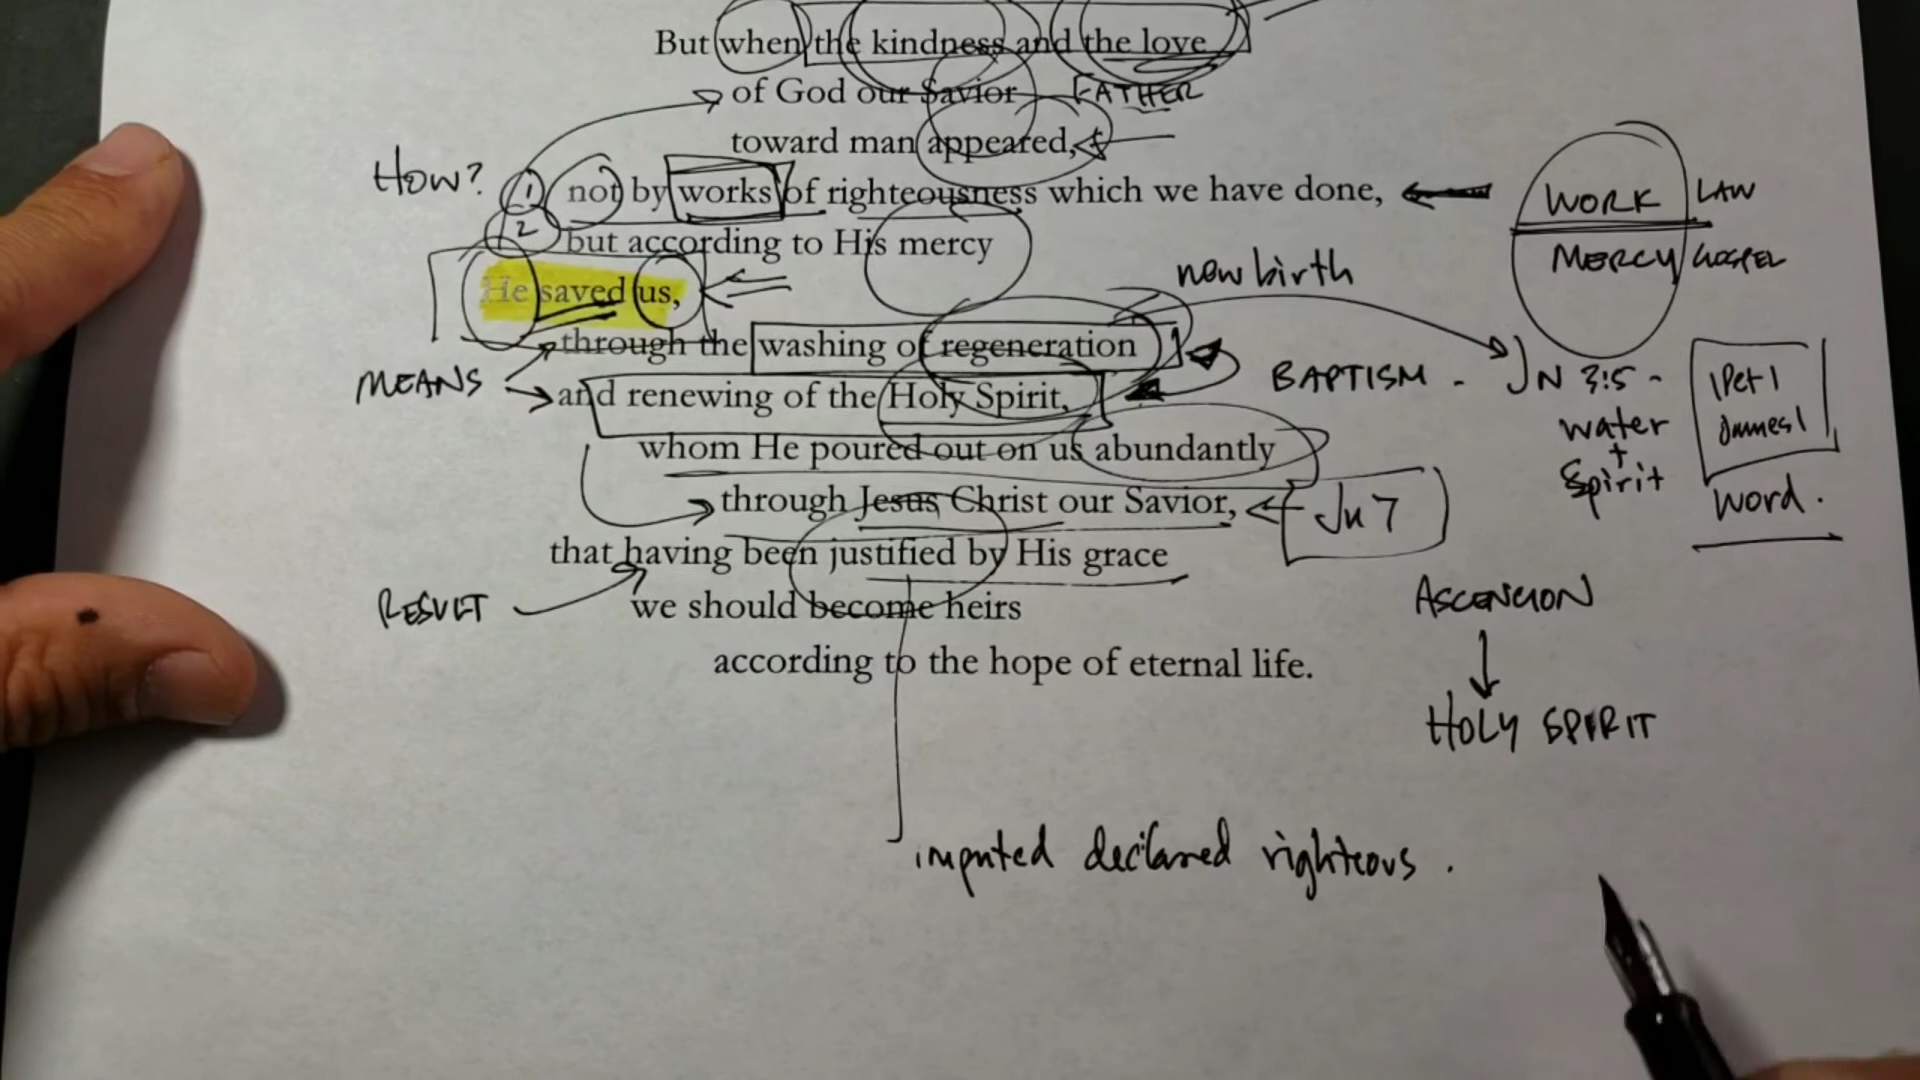 But when the kindness and the love
of God our Savior FATHER
toward man appeared,
How? 1 not by works of righteousness which we have done, WORK LAW
2 but according to His mercy MERCY GOSPEL
He saved us, new birth
through the washing of regeneration
MEANS and renewing of the Holy Spirit, BAPTISM - JN 3:5 - 1Pet 1
whom He poured out on us abundantly water James 1
+
Spirit
through Jesus Christ our Savior, Jn 7 Word.
that having been justified by His grace
RESULT we should become heirs ASCENCION
according to the hope of eternal life.
HOLY SPIRIT
imputed declared righteous.